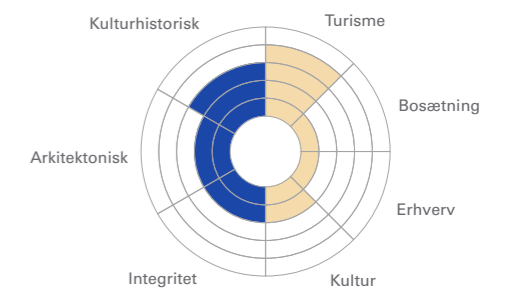 Kulturhistorisk
Turisme
Bosætning
Arkitektonisk
Erhverv
Integritet
Kultur